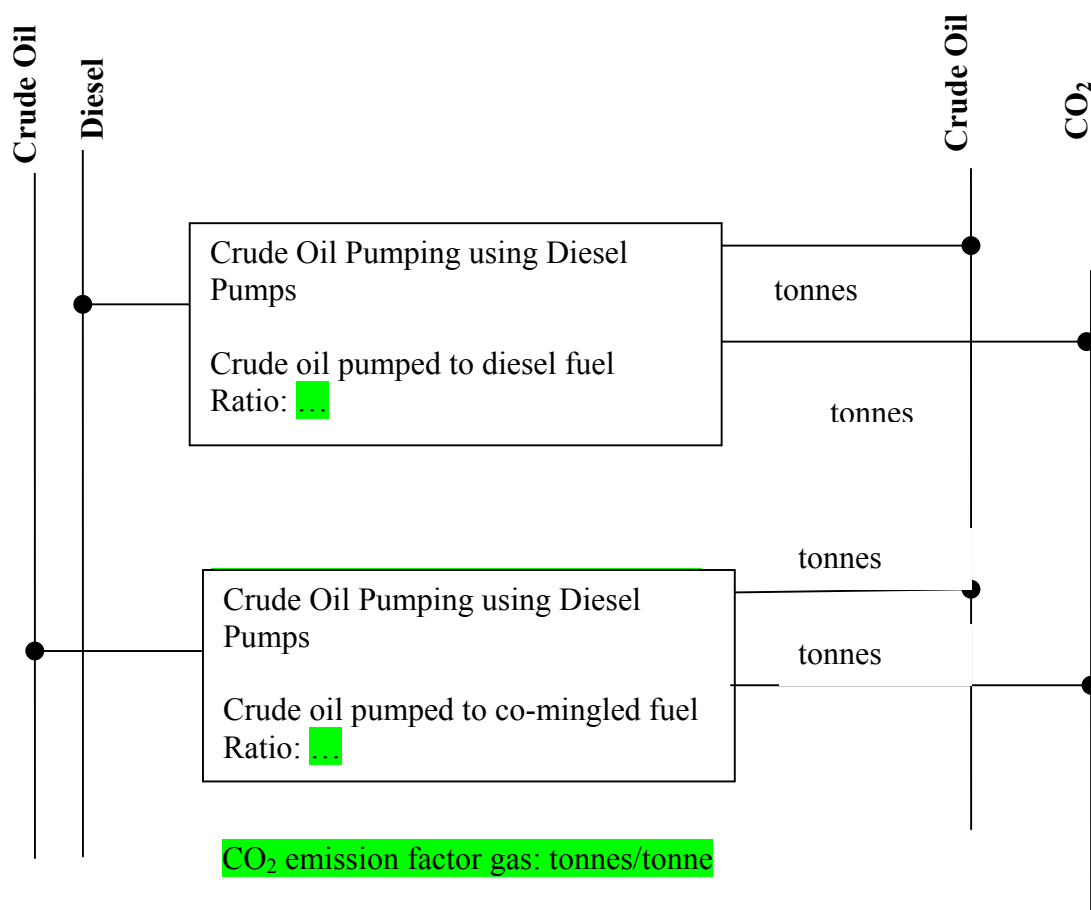 Crude Oil
Diesel
Crude Oil
CO₂
Crude Oil Pumping using Diesel
Pumps
Crude oil pumped to diesel fuel
Ratio: …
tonnes
tonnes
Crude Oil Pumping using Diesel
Pumps
Crude oil pumped to co-mingled fuel
Ratio: …
tonnes
tonnes
CO₂ emission factor gas: tonnes/tonne